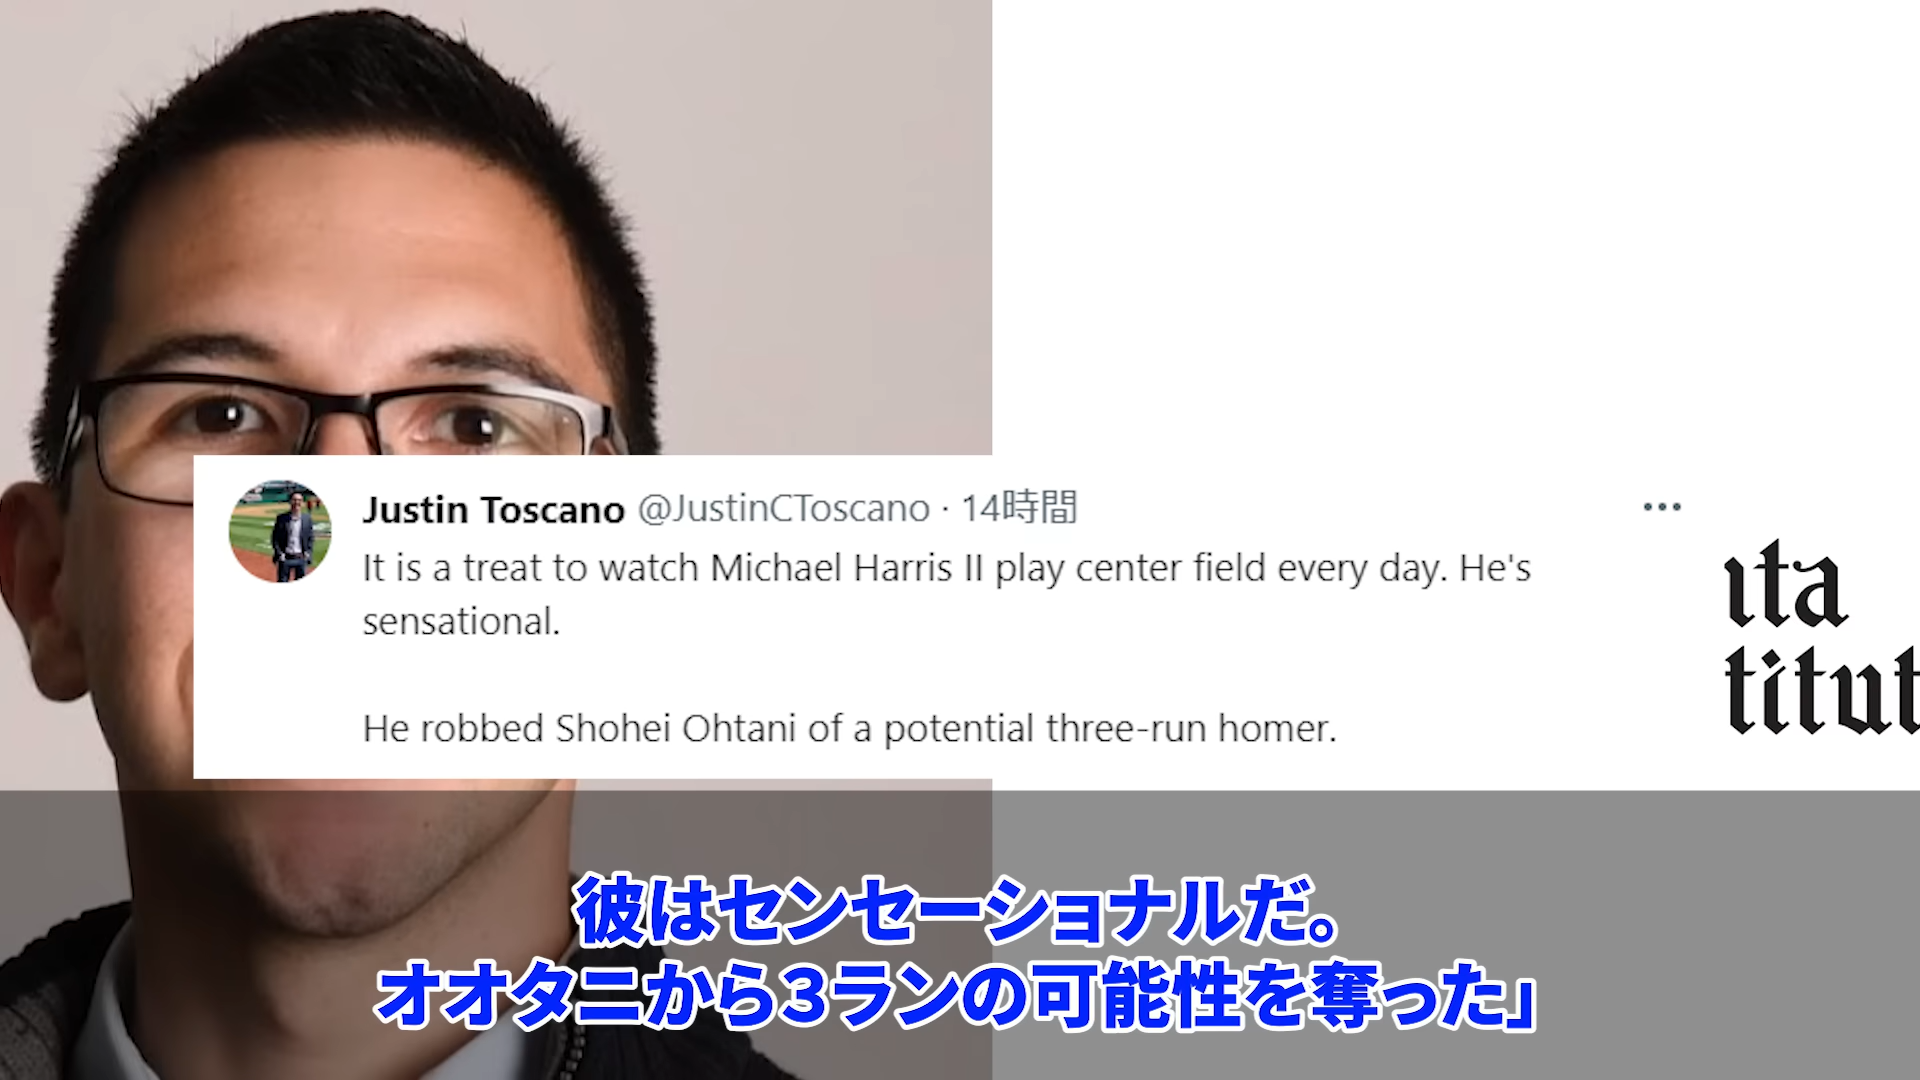 Justin Toscano @JustinCToscano · 14時間
It is a treat to watch Michael Harris II play center field every day. He's
sensational.
He robbed Shohei Ohtani of a potential three-run homer.
ita
titut
彼はセンセーショナルだ。
オオタニから3ランの可能性を奪った」